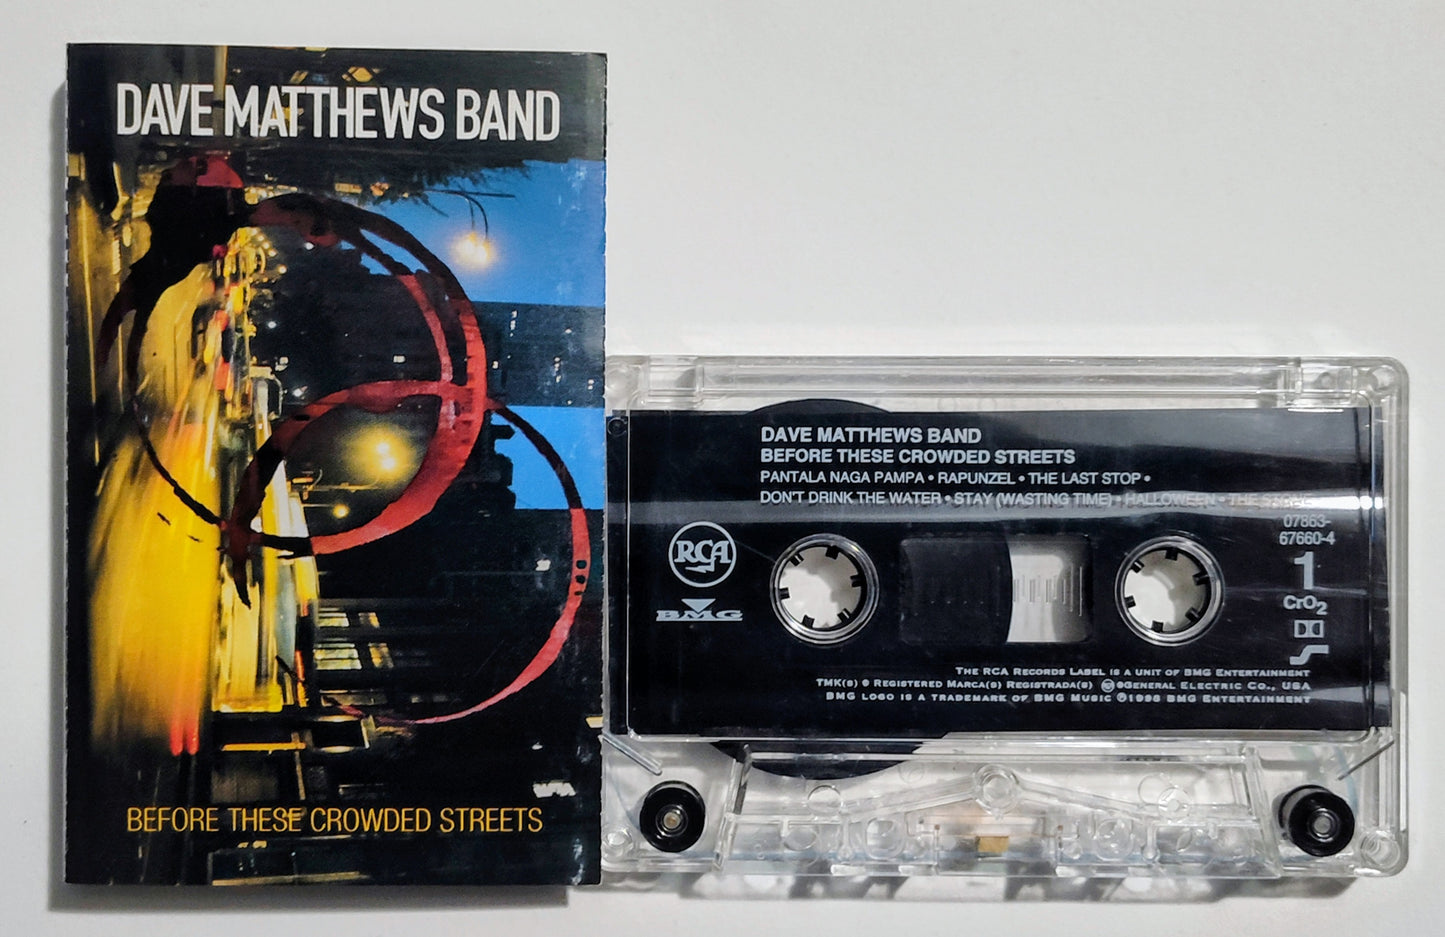 DAVE MATTHEWS BAND
BEFORE THESE CROWDED STREETS
DAVE MATTHEWS BAND
BEFORE THESE CROWDED STREETS
PANTALA NAGA PAMPA • RAPUNZEL • THE LAST STOP •
DON'T DRINK THE WATER • STAY (WASTING TIME) • HALLOWEEN • THE STONE
RCA
BMG
07863-
67660-4
1
CrO2
THE RCA RECORDS LABEL IS A UNIT OF BMG ENTERTAINMENT
TMK(S) ® REGISTERED MARCA(S) REGISTRADA(S) RCA ®GENERAL ELECTRIC CO., USA
BMG LOGO IS A TRADEMARK OF BMG MUSIC ℗1998 BMG ENTERTAINMENT